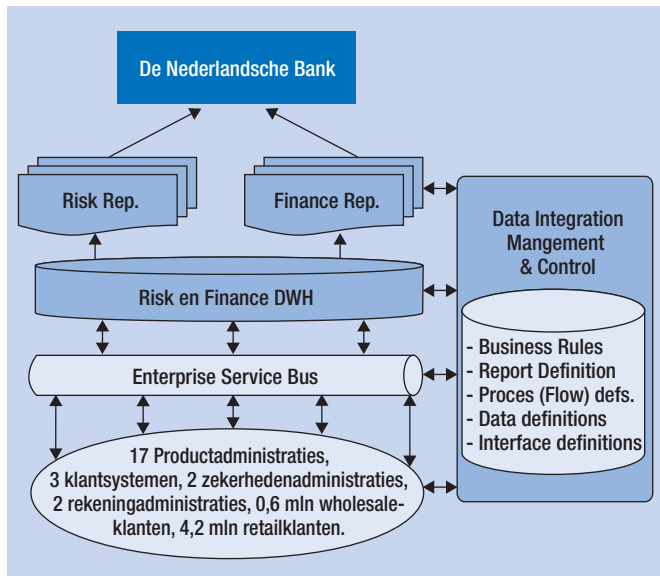 De Nederlandsche Bank
Risk Rep.
Finance Rep.
Data Integration
Mangement
& Control
Risk en Finance DWH
- Business Rules
- Report Definition
- Proces (Flow) defs.
- Data definitions
- Interface definitions
Enterprise Service Bus
17 Productadministraties,
3 klantsystemen, 2 zekerhedenadministraties,
2 rekeningadministraties, 0,6 mln wholesale-
klanten, 4,2 mln retailklanten.